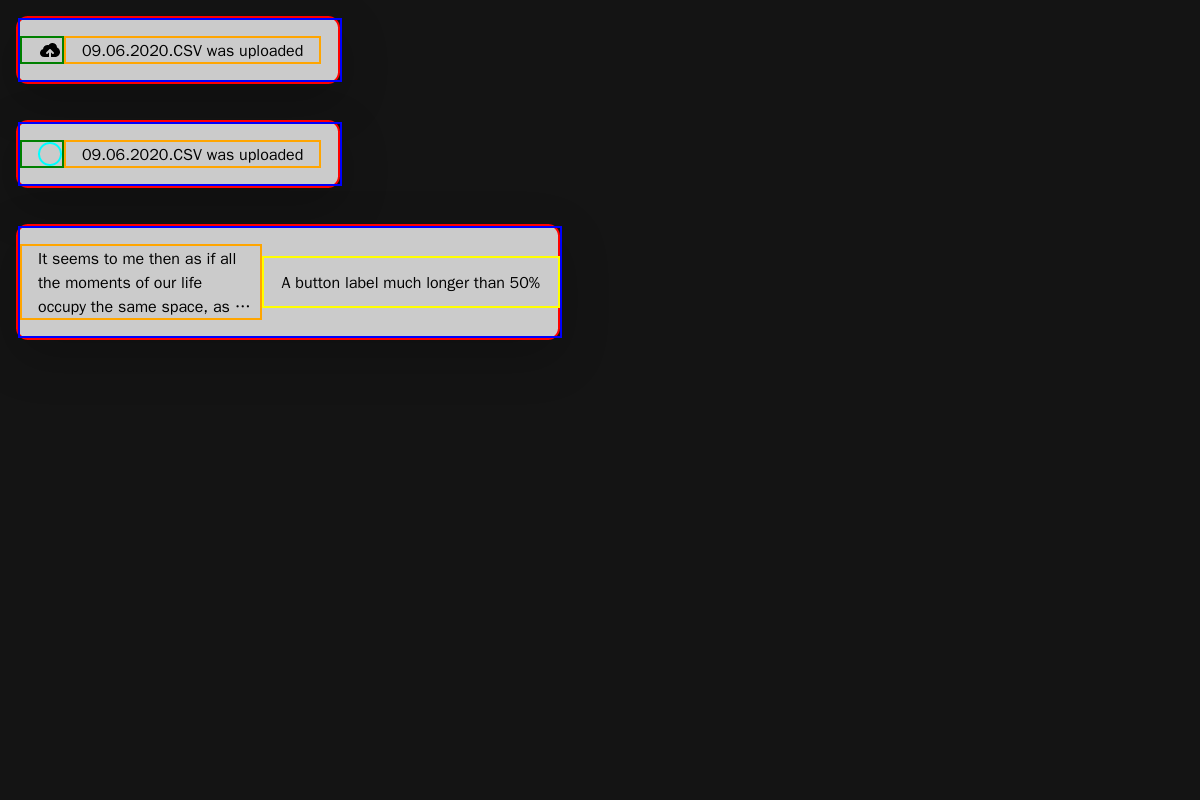 09.06.2020.CSV was uploaded
09.06.2020.CSV was uploaded
It seems to me then as if all
the moments of our life
occupy the same space, as ⋯
A button label much longer than 50%